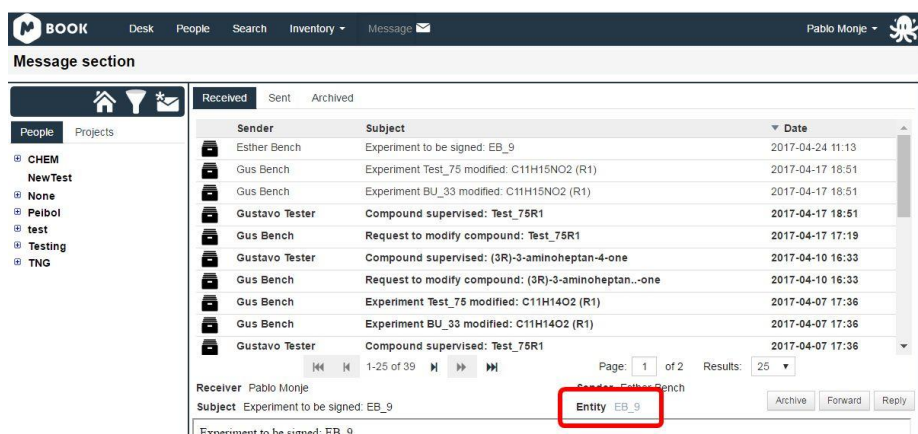 M BOOK Desk People Search Inventory Message Pablo Monje
Message section
Received Sent Archived
People Projects
Sender Subject Date
Esther Bench Experiment to be signed: EB_9 2017-04-24 11:13
Gus Bench Experiment Test_75 modified: C11H15NO2 (R1) 2017-04-17 18:51
Gus Bench Experiment BU_33 modified: C11H15NO2 (R1) 2017-04-17 18:51
Gustavo Tester Compound supervised: Test_75R1 2017-04-17 18:51
Gus Bench Request to modify compound: Test_75R1 2017-04-17 17:19
Gustavo Tester Compound supervised: (3R)-3-aminoheptan-4-one 2017-04-10 16:33
Gus Bench Request to modify compound: (3R)-3-aminoheptan..-one 2017-04-10 16:33
Gus Bench Experiment Test_75 modified: C11H14O2 (R1) 2017-04-07 17:36
Gus Bench Experiment BU_33 modified: C11H14O2 (R1) 2017-04-07 17:36
Gustavo Tester Compound supervised: Test_75R1 2017-04-07 17:36
CHEM
NewTest
None
Peibol
test
Testing
TNG
1-25 of 39 Page: 1 of 2 Results: 25
Receiver Pablo Monje Sender Esther Bench
Subject Experiment to be signed: EB_9 Entity EB_9 Archive Forward Reply
Experiment to be signed: EB_9